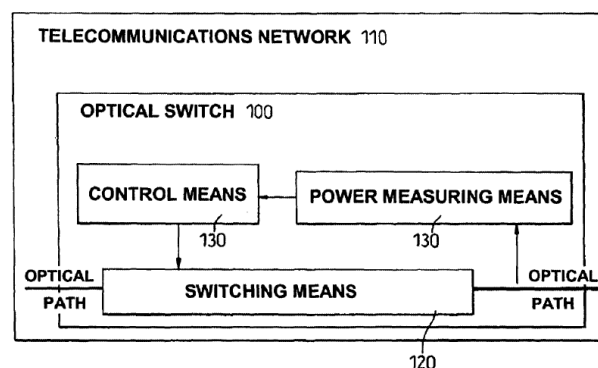 TELECOMMUNICATIONS NETWORK 110
OPTICAL SWITCH 100
CONTROL MEANS
POWER MEASURING MEANS
130
130
OPTICAL
PATH
SWITCHING MEANS
OPTICAL
PATH
120